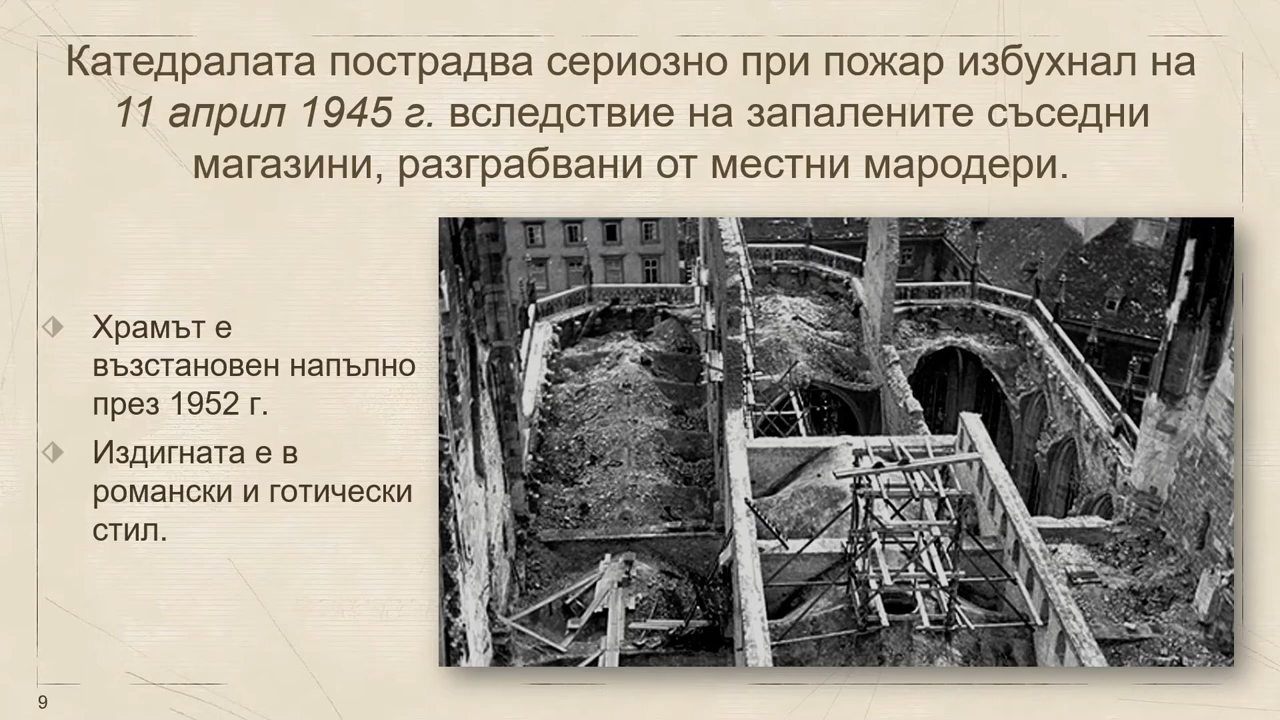 Катедралата пострадва сериозно при пожар избухнал на
11 април 1945 г. вследствие на запалените съседни
магазини, разграбвани от местни мародери.
Храмът е
възстановен напълно
през 1952 г.
Издигната е в
романски и готически
стил.
9